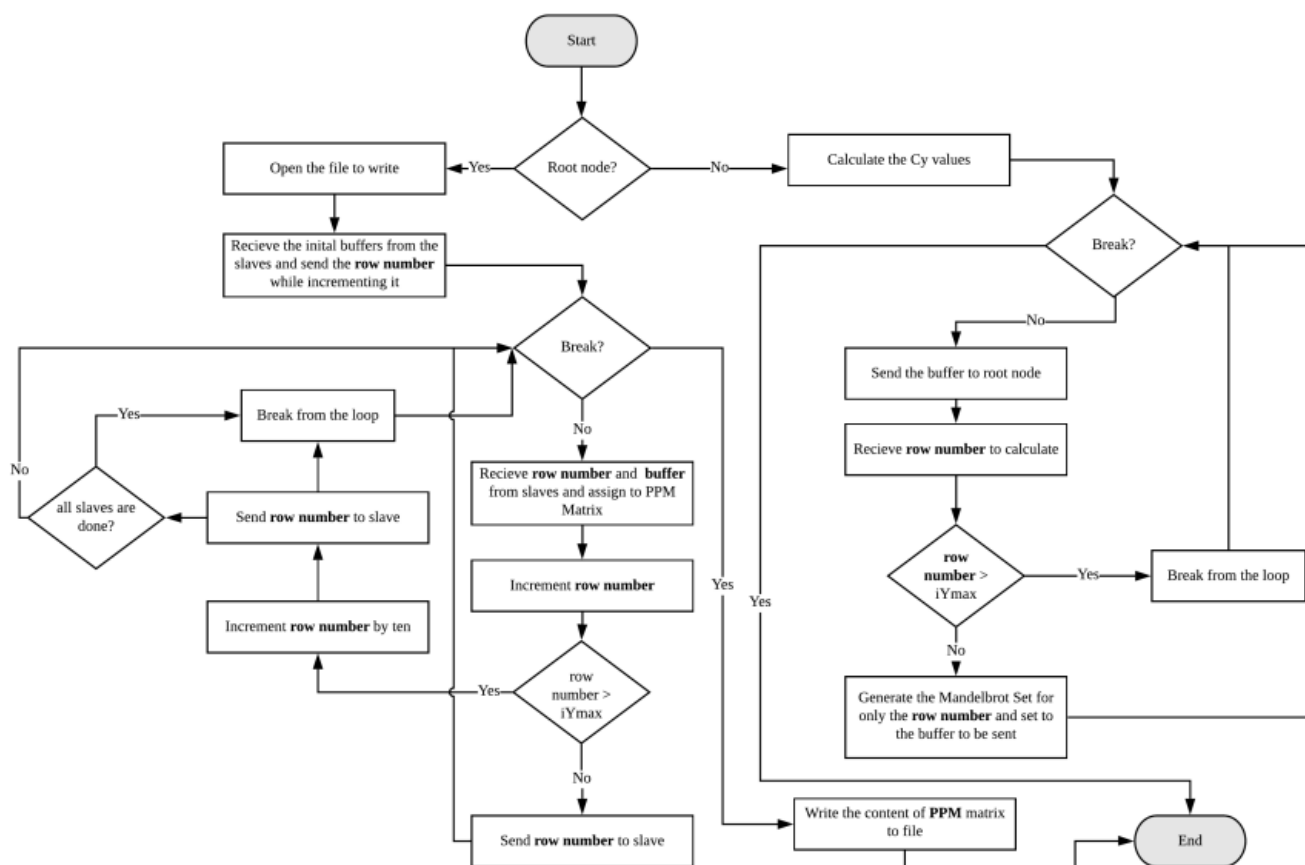 Start
Root node?
Yes
No
Open the file to write
Calculate the Cy values
Recieve the inital buffers from the
slaves and send the row number
while incrementing it
Break?
No
Break?
Send the buffer to root node
Yes
Break from the loop
No
No
Recieve row number to calculate
Recieve row number and buffer
from slaves and assign to PPM
Matrix
all slaves are
done?
Send row number to slave
row
number >
iYmax
Yes
Break from the loop
Increment row number
Yes
Yes
Increment row number by ten
No
row
number >
iYmax
Yes
Generate the Mandelbrot Set for
only the row number and set to
the buffer to be sent
No
Write the content of PPM matrix
to file
Send row number to slave
End